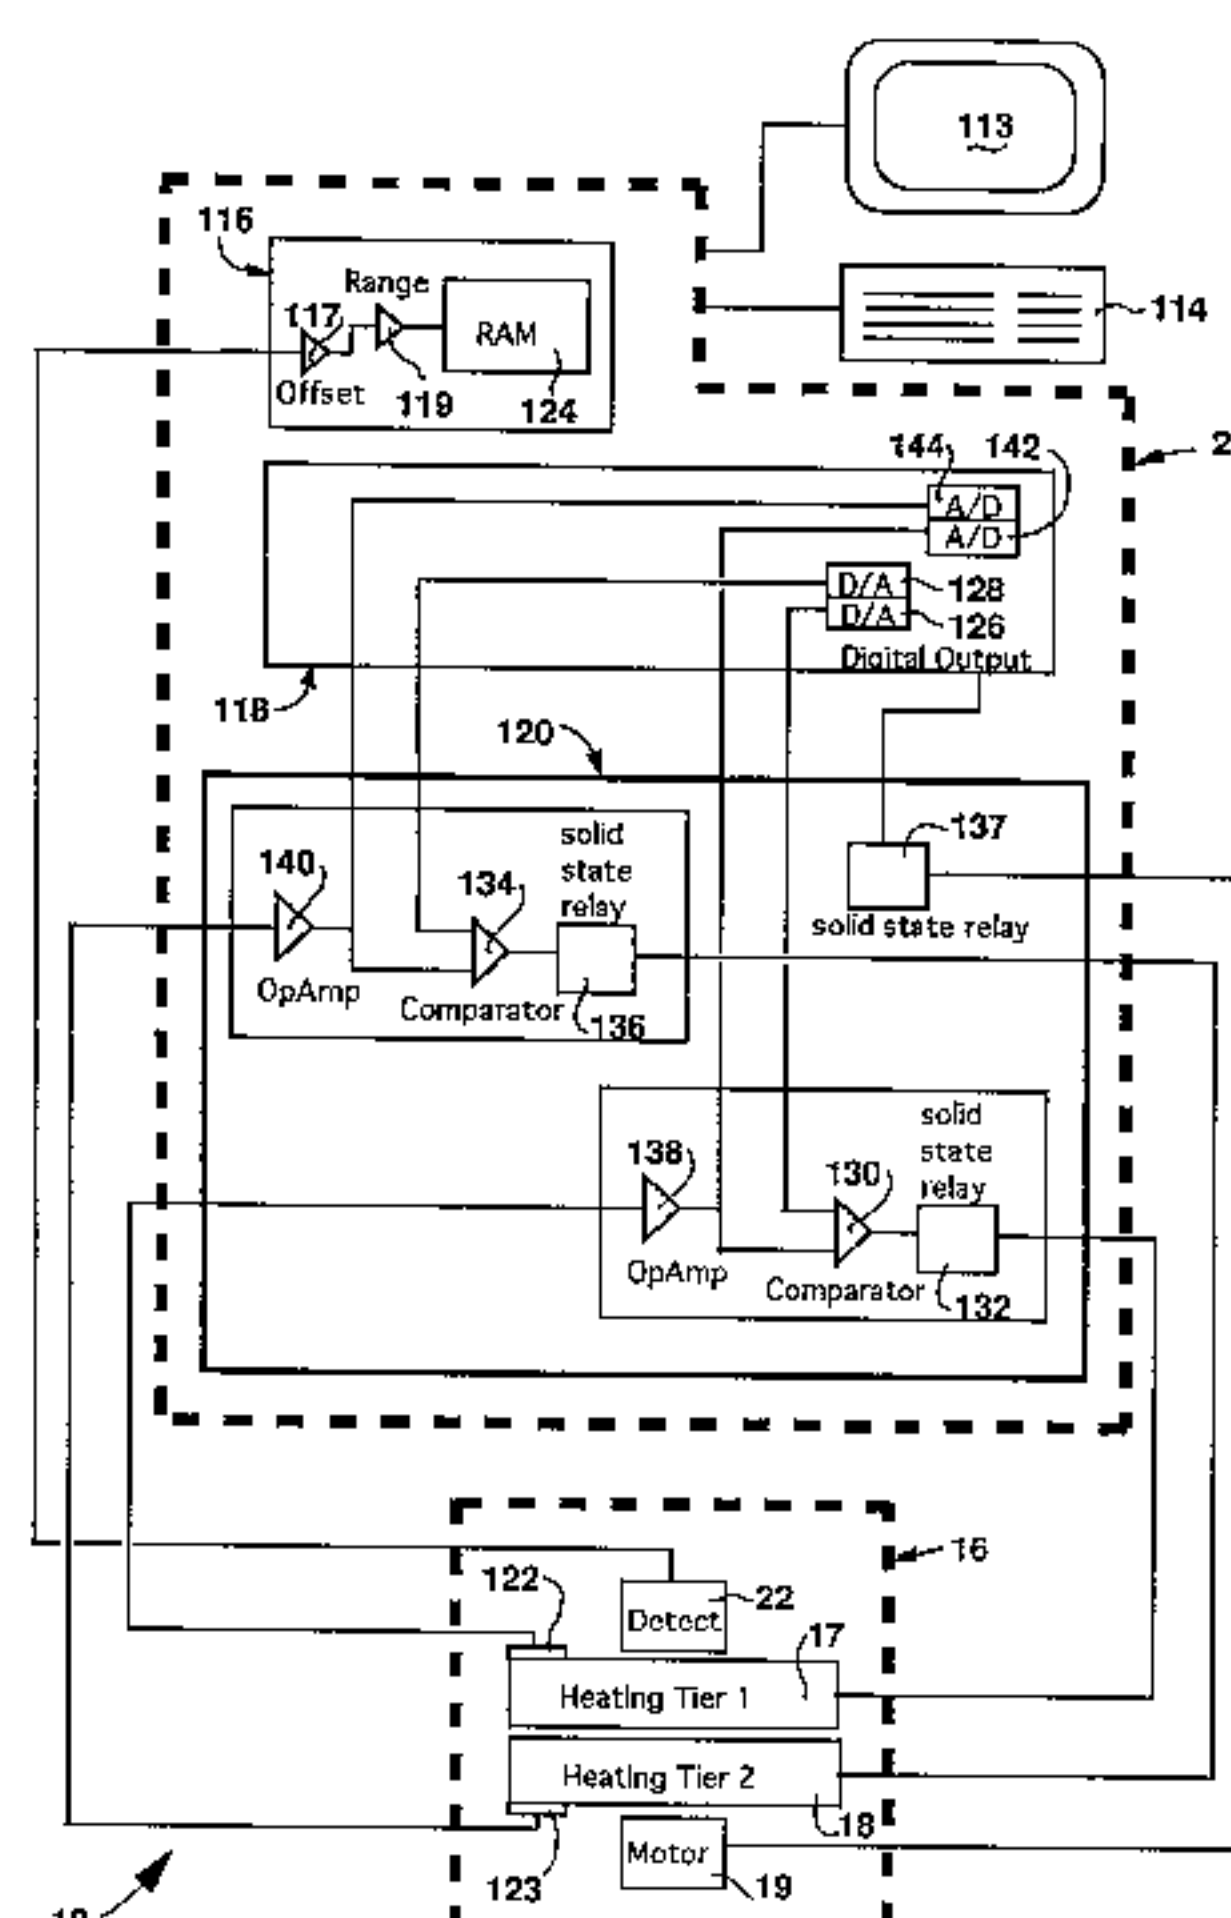 113
116
Range
114
117
RAM
Offset
119
124
144 142
2
A/D
A/D
D/A 128
D/A 126
Digital Output
118
120
137
solid
state
relay
140
134
solid state relay
OpAmp
Comparator
136
solid
state
relay
138
130
OpAmp
Comparator
132
16
122
22
Detect
17
Heating Tier 1
Heating Tier 2
18
Motor
123
19